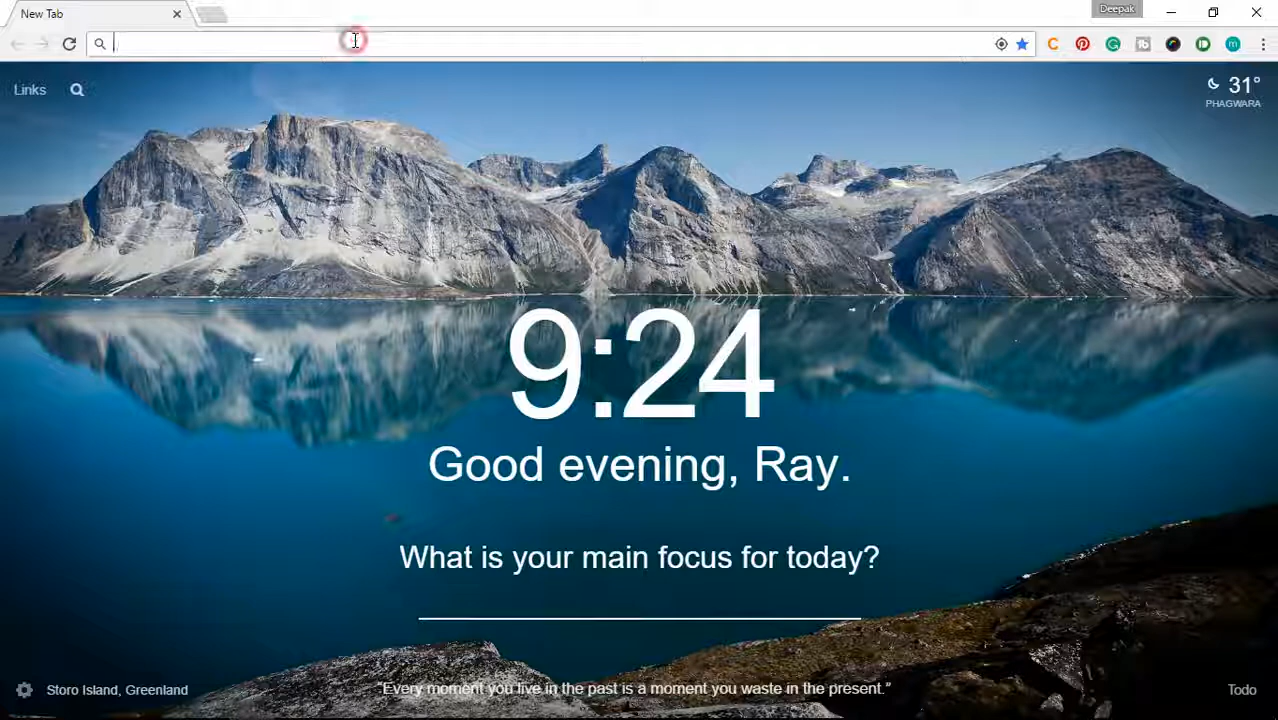 New Tab
Deepak
Links
31°
PHAGWARA
9:24
Good evening, Ray.
What is your main focus for today?
Storo Island, Greenland
"Every moment you live in the past is a moment you waste in the present."
Todo